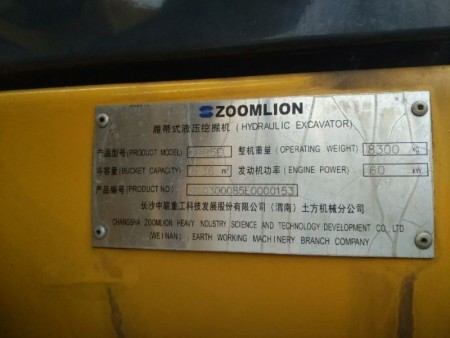 ZOOMLION
履带式液压挖掘机 (HYDRAULIC EXCAVATOR)
产品型号(PRODUCT MODEL) 整机重量 (OPERATING WEIGHT) 8300 kg
斗容量 (BUCKET CAPACITY) m³ 发动机功率 (ENGINE POWER) 60 kW
产品编号(PRODUCT NO.)
长沙中联重工科技发展股份有限公司 (渭南) 土方机械分公司
CHANGSHA ZOOMLION HEAVY NDUSTRY SCIENCE AND TECHNOLOGY DEVELOPMENT CO., LTD
(WEINAN), EARTH WORKING MACHINERY BRANCH COMPANY